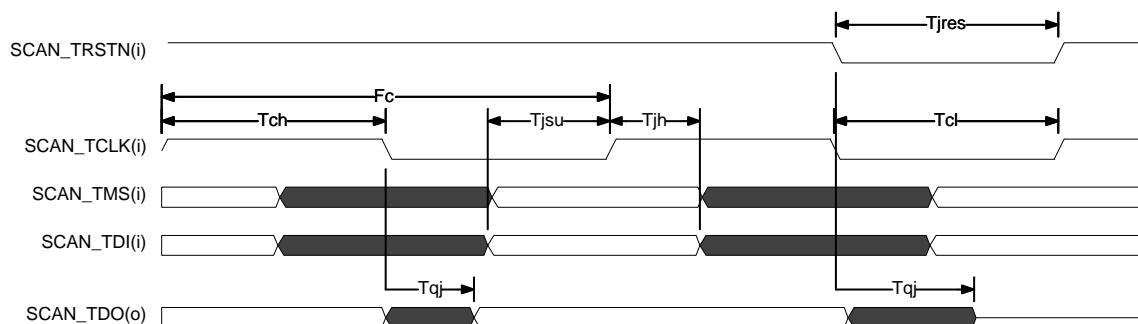 Tjres
SCAN_TRSTN(i)
Fc
Tch
Tjsu
Tjh
Tcl
SCAN_TCLK(i)
SCAN_TMS(i)
SCAN_TDI(i)
Tqj
Tqj
SCAN_TDO(o)